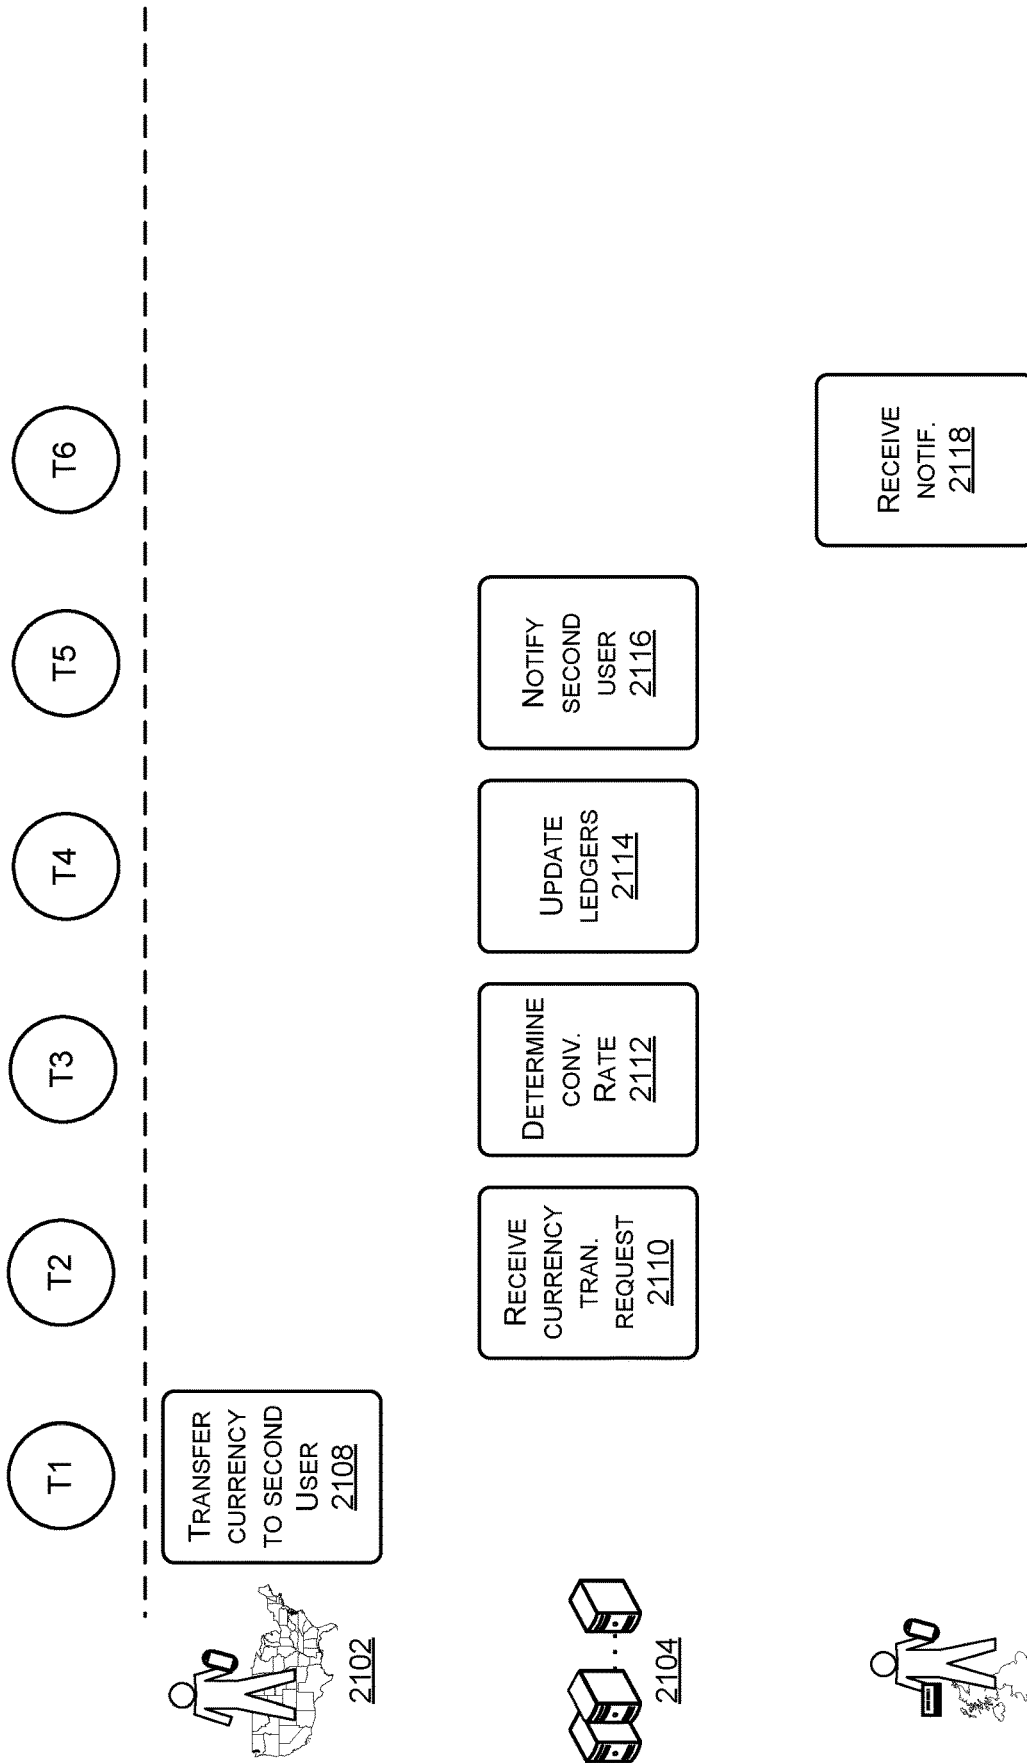 T1
T2
T3
T4
T5
T6
TRANSFER
CURRENCY
TO SECOND
USER
2108
2102
RECEIVE
CURRENCY
TRAN.
REQUEST
2110
DETERMINE
CONV.
RATE
2112
UPDATE
LEDGERS
2114
NOTIFY
SECOND
USER
2116
2104
RECEIVE
NOTIF.
2118